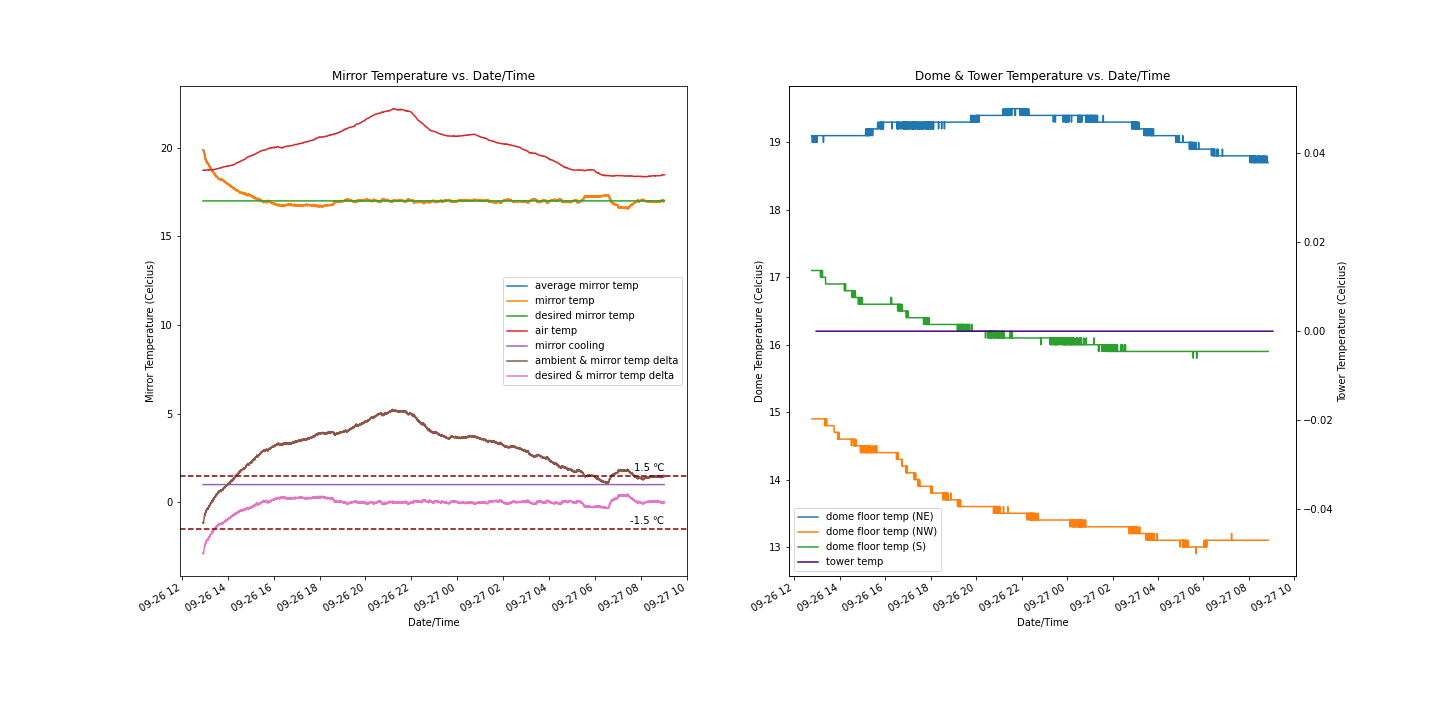 Mirror Temperature vs. Date/Time
Mirror Temperature (Celcius)
20
15
10
5
0
average mirror temp
mirror temp
desired mirror temp
air temp
mirror cooling
ambient & mirror temp delta
desired & mirror temp delta
1.5 °C
-1.5 °C
09-26 12
09-26 14
09-26 16
09-26 18
09-26 20
09-26 22
09-27 00
09-27 02
09-27 04
09-27 06
09-27 08
09-27 10
Date/Time
Dome & Tower Temperature vs. Date/Time
Dome Temperature (Celcius)
19
18
17
16
15
14
13
dome floor temp (NE)
dome floor temp (NW)
dome floor temp (S)
tower temp
0.04
0.02
0.00
−0.02
−0.04
Tower Temperature (Celcius)
09-26 12
09-26 14
09-26 16
09-26 18
09-26 20
09-26 22
09-27 00
09-27 02
09-27 04
09-27 06
09-27 08
09-27 10
Date/Time